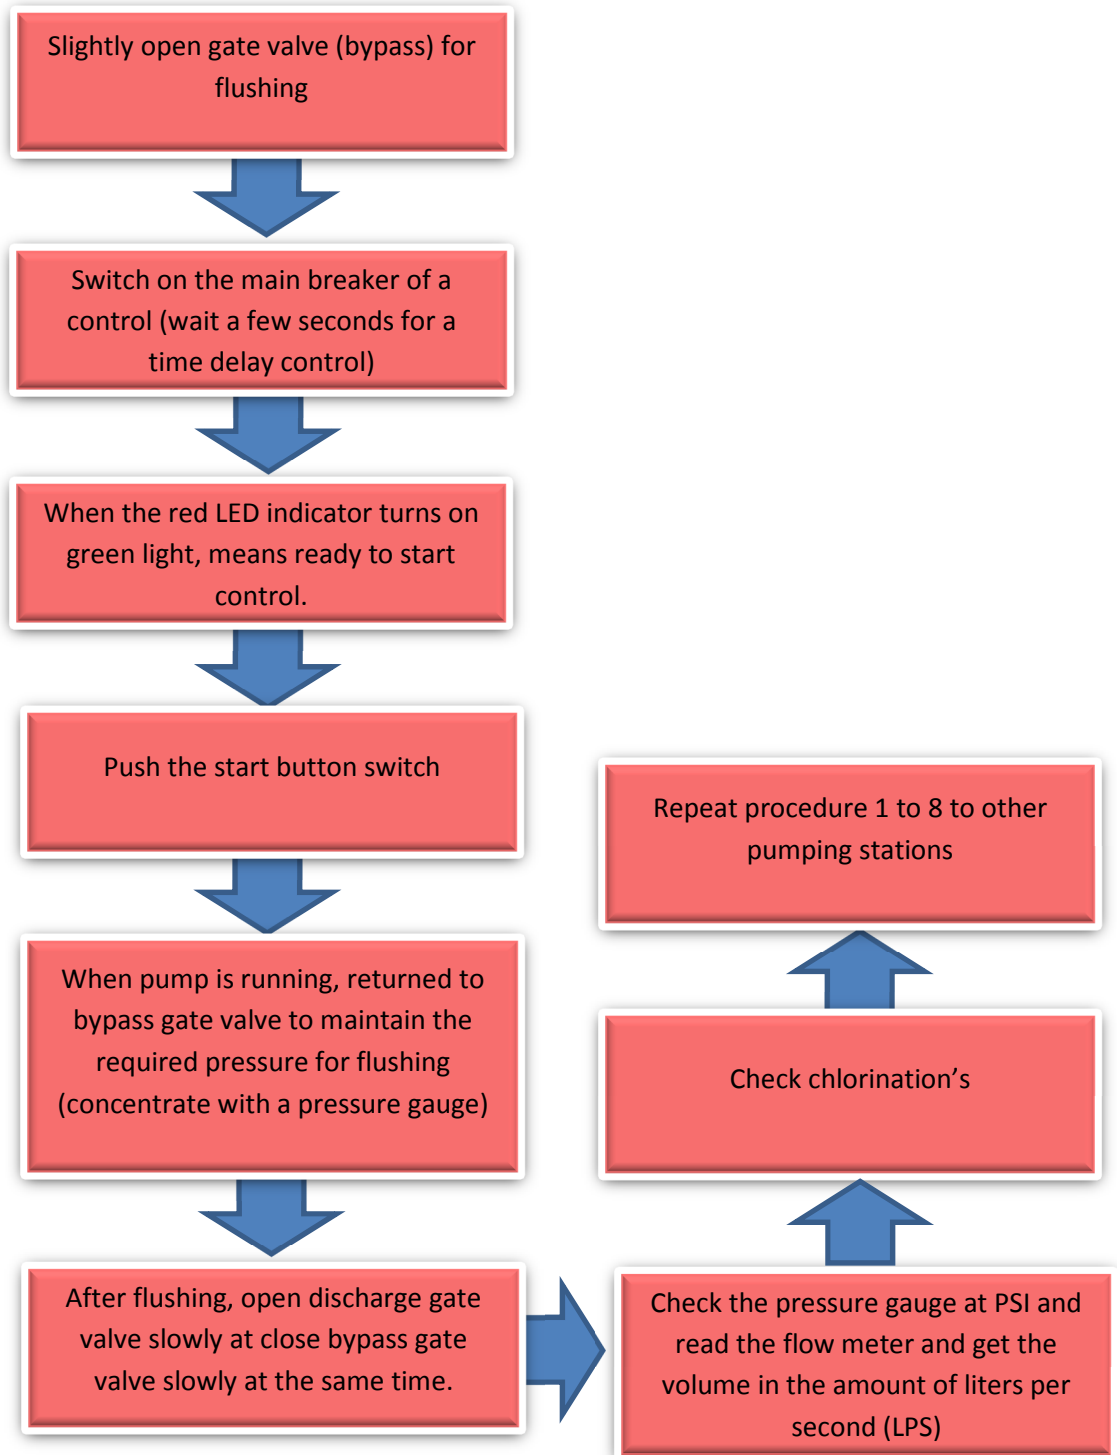 Slightly open gate valve (bypass) for
flushing
Switch on the main breaker of a
control (wait a few seconds for a
time delay control)
When the red LED indicator turns on
green light, means ready to start
control.
Push the start button switch
When pump is running, returned to
bypass gate valve to maintain the
required pressure for flushing
(concentrate with a pressure gauge)
After flushing, open discharge gate
valve slowly at close bypass gate
valve slowly at the same time.
Check the pressure gauge at PSI and
read the flow meter and get the
volume in the amount of liters per
second (LPS)
Check chlorination’s
Repeat procedure 1 to 8 to other
pumping stations